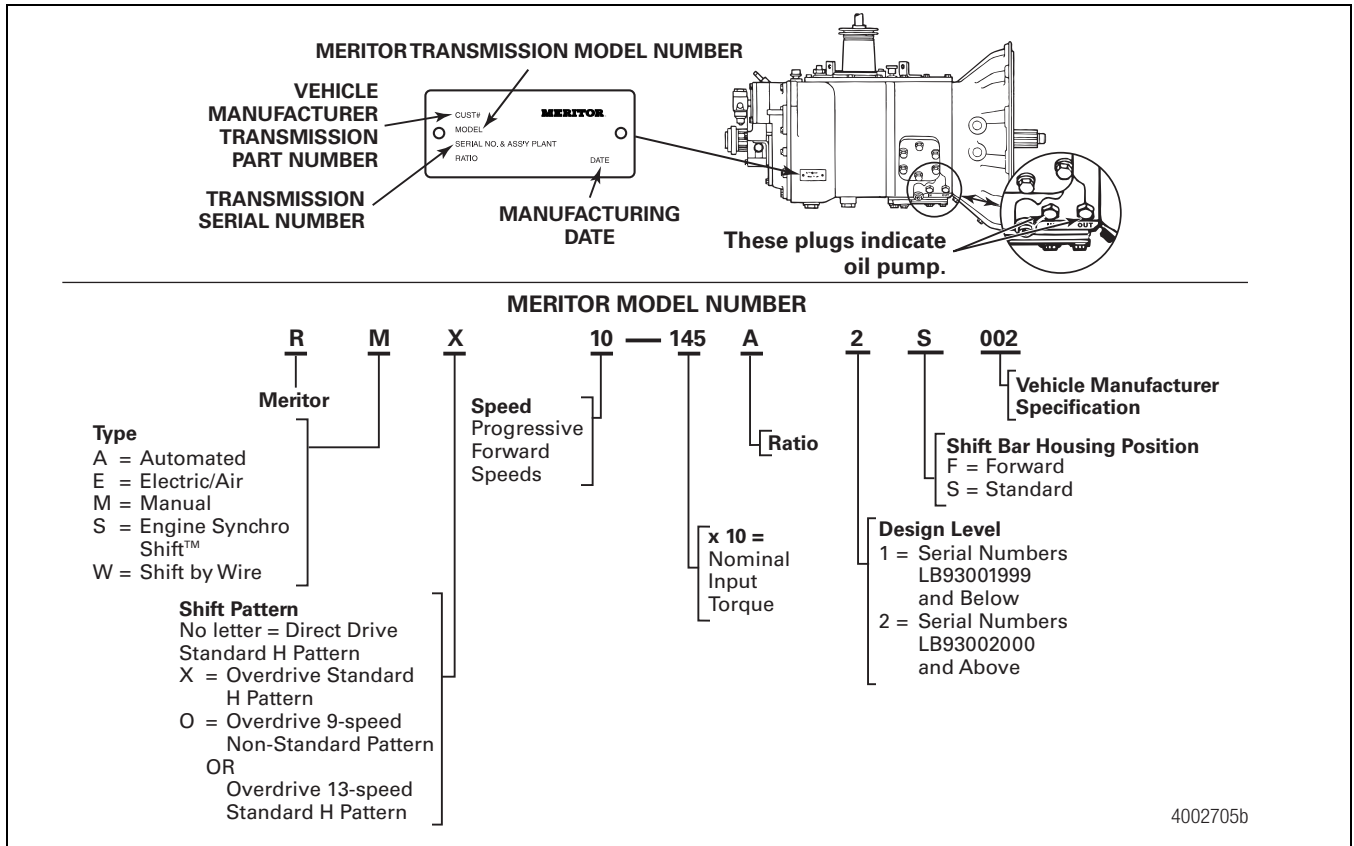 MERITOR TRANSMISSION MODEL NUMBER
VEHICLE
MANUFACTURER
TRANSMISSION
PART NUMBER
TRANSMISSION
SERIAL NUMBER
CUST#
MERITOR
MODEL
SERIAL NO. & ASS'Y PLANT
RATIO
DATE
MANUFACTURING
DATE
OUT
These plugs indicate
oil pump.
MERITOR MODEL NUMBER
R M X 10 — 145 A 2 S 002
Meritor
Type
A = Automated
E = Electric/Air
M = Manual
S = Engine Synchro
Shift™
W = Shift by Wire
Shift Pattern
No letter = Direct Drive
Standard H Pattern
X = Overdrive Standard
H Pattern
O = Overdrive 9-speed
Non-Standard Pattern
OR
Overdrive 13-speed
Standard H Pattern
Speed
Progressive
Forward
Speeds
x 10 =
Nominal
Input
Torque
Ratio
Design Level
1 = Serial Numbers
LB93001999
and Below
2 = Serial Numbers
LB93002000
and Above
Shift Bar Housing Position
F = Forward
S = Standard
Vehicle Manufacturer
Specification
4002705b